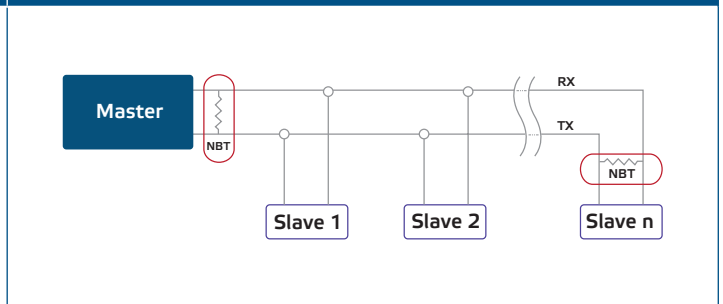 RX
Master
TX
NBT
NBT
Slave 1
Slave 2
Slave n